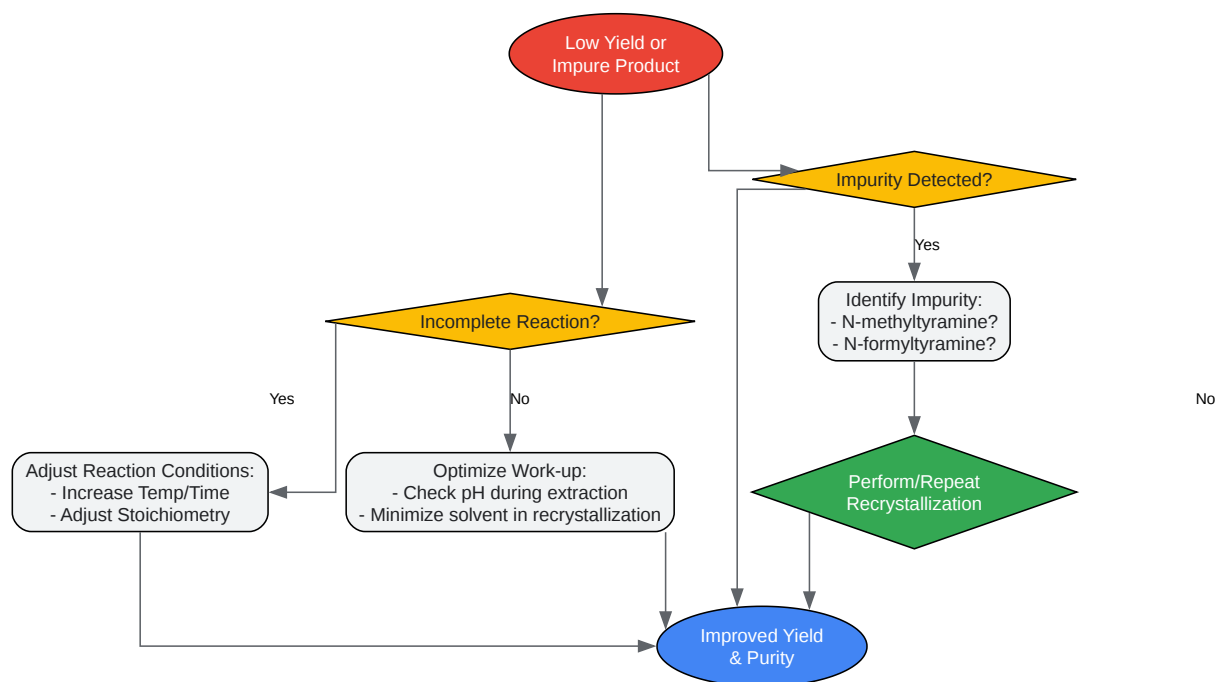 Low Yield or
Impure Product
Impurity Detected?
Yes
Identify Impurity:
- N-methyltyramine?
- N-formyltyramine?
Incomplete Reaction?
Yes
No
No
Adjust Reaction Conditions:
- Increase Temp/Time
- Adjust Stoichiometry
Optimize Work-up:
- Check pH during extraction
- Minimize solvent in recrystallization
Perform/Repeat
Recrystallization
Improved Yield
& Purity